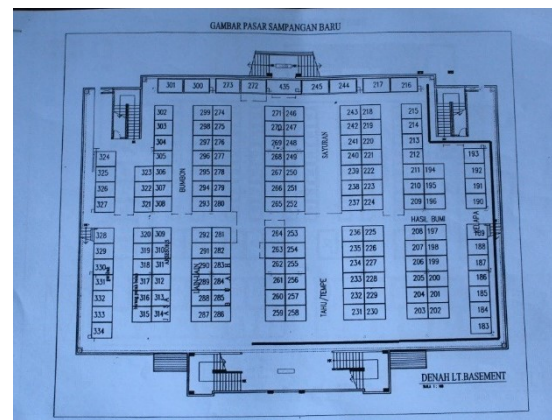 GAMBAR PASAR SAMPANGAN BARU
301 300 273 272 435 245 244 217 216
302 299 274 271 246 243 218 215
303 298 275 270 247 242 219 214
304 297 276 269 248 241 220 213
324 305 296 277 268 249 240 221 212 193
325 323 306 295 278 267 250 239 222 211 194 192
326 322 307 294 279 266 251 238 223 210 195 191
327 321 308 293 280 265 252 237 224 209 196 190
BUMBON
SAYURAN
HASIL BUMI
KELAPA
328 320 309 292 281 264 253 236 225 208 197 189
329 319 310 291 282 263 254 235 226 207 198 188
330 318 311 290 283 262 255 234 227 206 199 187
331 317 312 289 284 261 256 233 228 205 200 186
332 316 313 288 285 260 257 232 229 204 201 185
333 315 314 287 286 259 258 231 230 203 202 184
334 183
TAHU/TEMPE
DENAH LT.BASEMENT